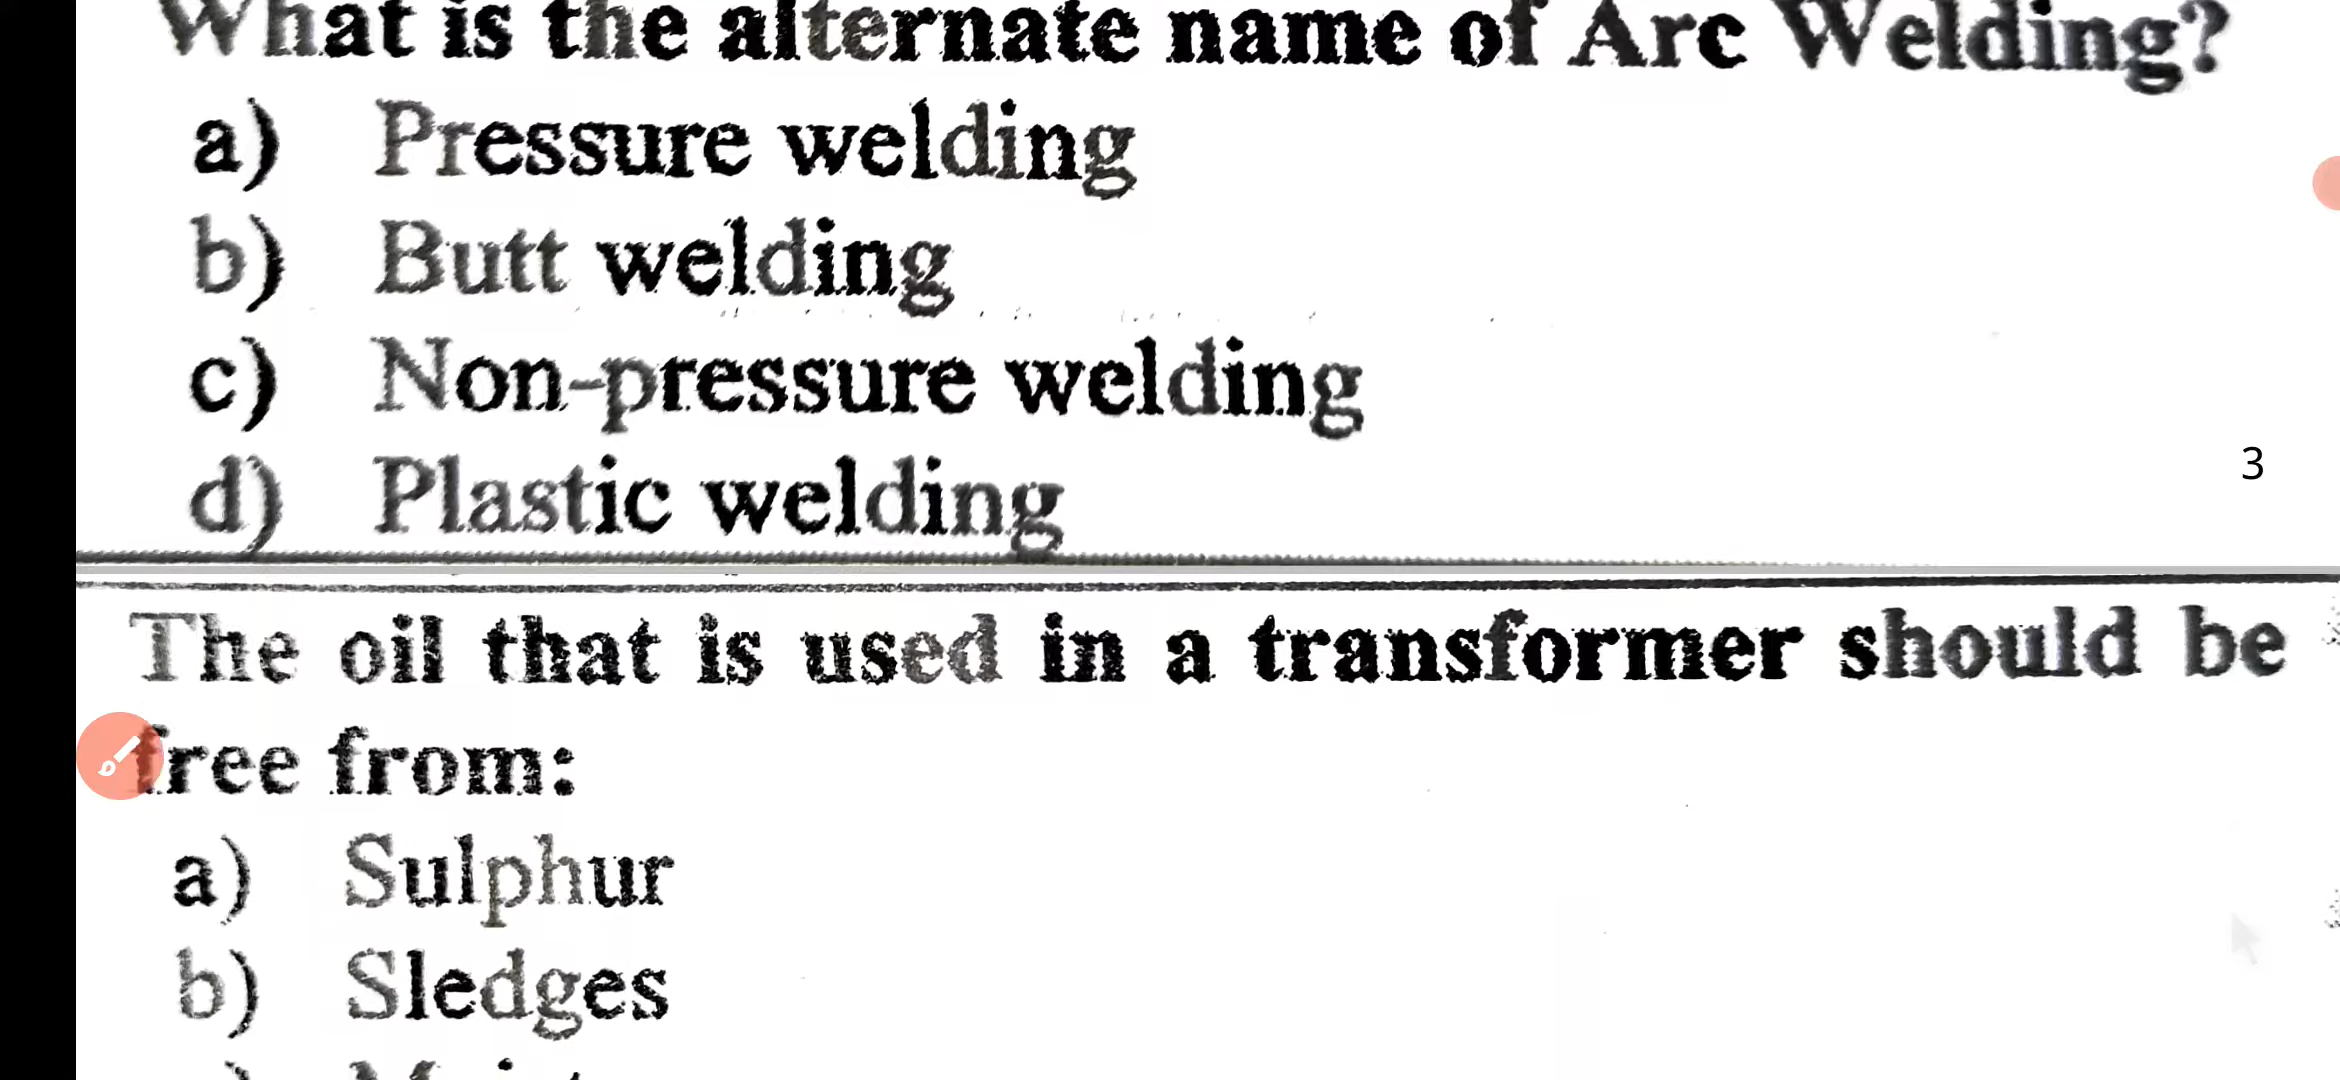 What is the alternate name of Arc Welding?
a) Pressure welding
b) Butt welding
c) Non-pressure welding
3
d) Plastic welding
The oil that is used in a transformer should be
free from:
a) Sulphur
b) Sledges